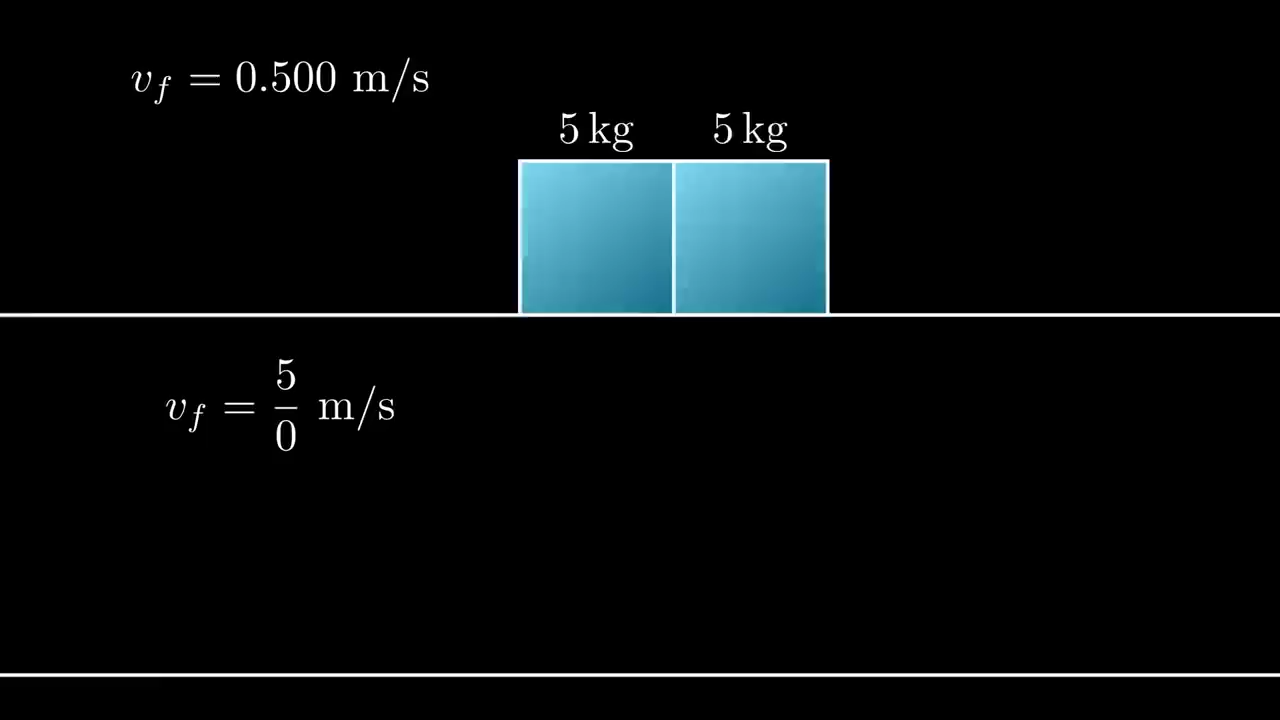 v_f = 0.500 m/s
5 kg 5 kg
v_f = 5/0 m/s